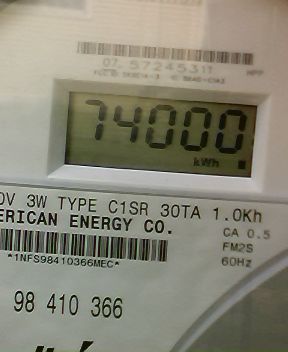 07 57245311
HPP
74000
kWh
0V 3W TYPE C1SR 30TA 1.0Kh
ERICAN ENERGY CO.
CA 0.5
FM2S
60Hz
*1NFS98410366MEC*
98 410 366